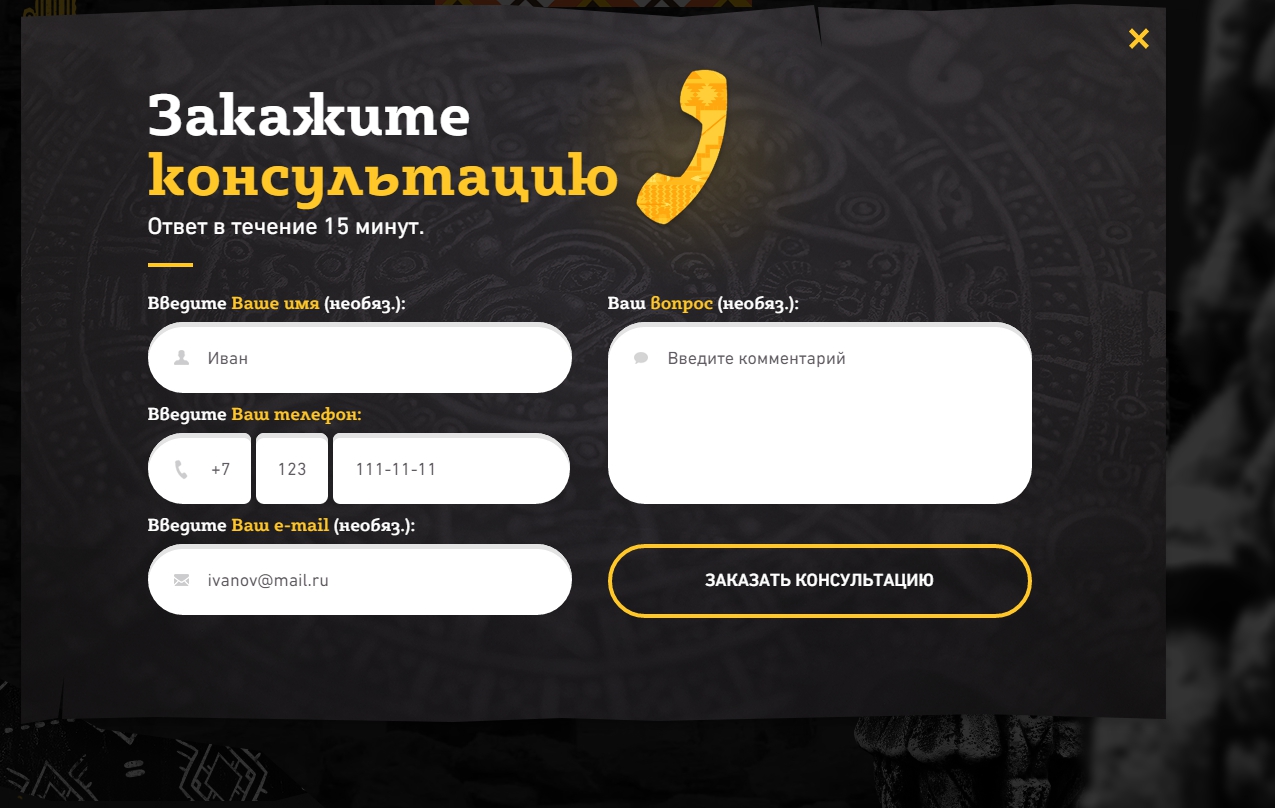 Закажите
консультацию
Ответ в течение 15 минут.
Введите Ваше имя (необяз.):
Иван
Введите Ваш телефон:
+7 123 111-11-11
Введите Ваш e-mail (необяз.):
ivanov@mail.ru
Ваш вопрос (необяз.):
Введите комментарий
ЗАКАЗАТЬ КОНСУЛЬТАЦИЮ